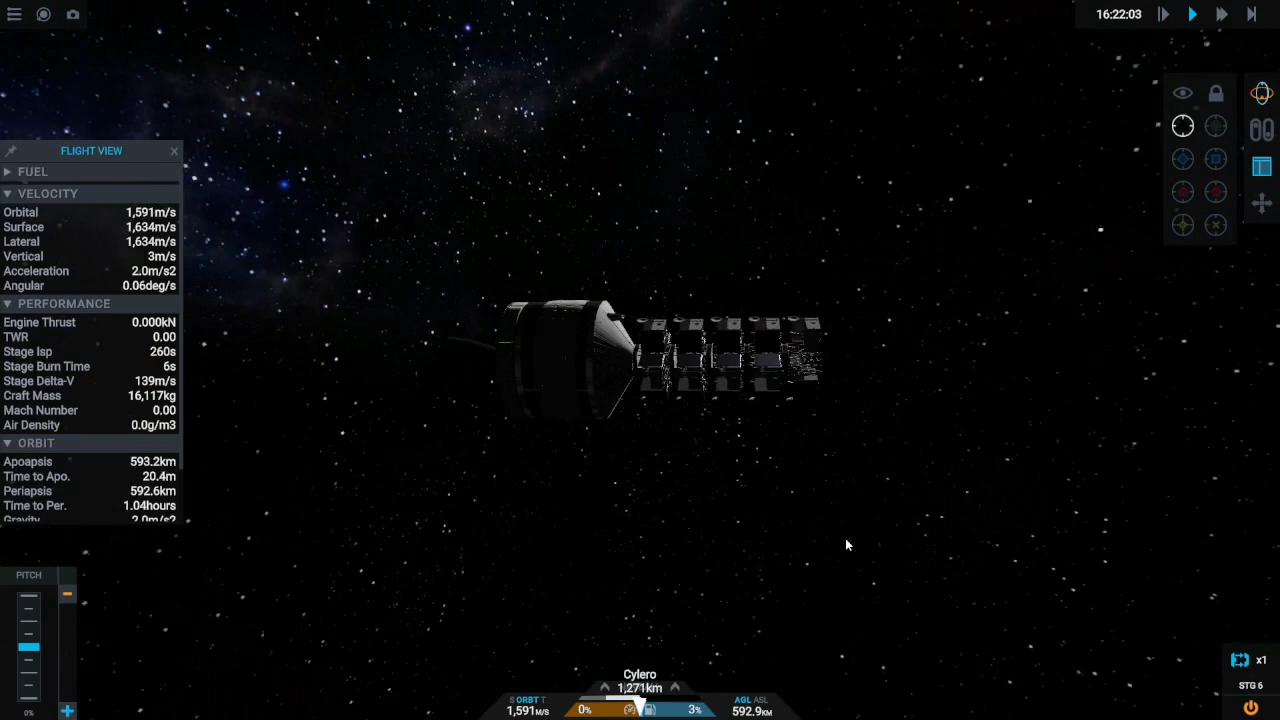 16:22:03
FLIGHT VIEW
FUEL
VELOCITY
Orbital 1,591m/s
Surface 1,634m/s
Lateral 1,634m/s
Vertical 3m/s
Acceleration 2.0m/s2
Angular 0.06deg/s
PERFORMANCE
Engine Thrust 0.000kN
TWR 0.00
Stage Isp 260s
Stage Burn Time 6s
Stage Delta-V 139m/s
Craft Mass 16,117kg
Mach Number 0.00
Air Density 0.0g/m3
ORBIT
Apoapsis 593.2km
Time to Apo. 20.4m
Periapsis 592.6km
Time to Per. 1.04hours
Gravity 2.0m/s2
PITCH
0%
Cylero
1,271km
S ORBT T
1,591M/S
0%
3%
AGL ASL
592.9KM
x1
STG 6